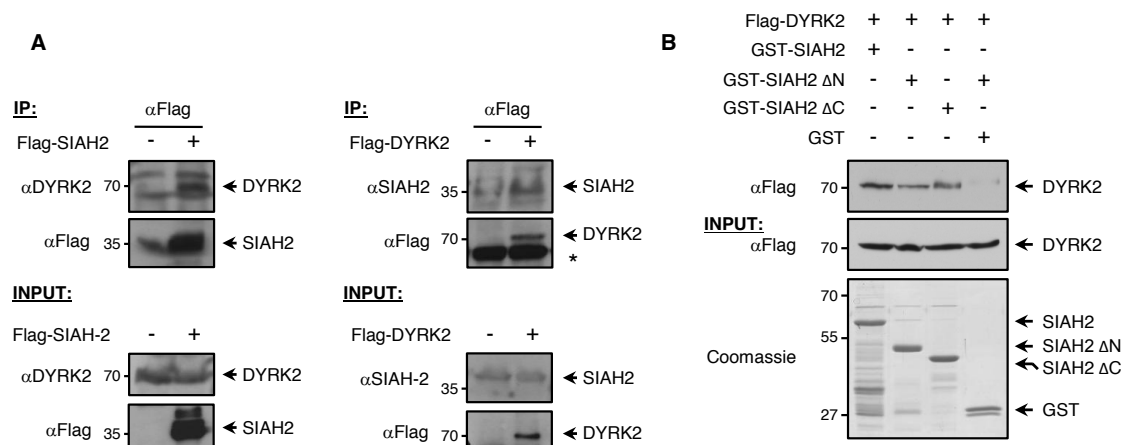 A
IP:
αFlag
Flag-SIAH2 - +
αDYRK2 70 DYRK2
αFlag 35 SIAH2
INPUT:
Flag-SIAH-2 - +
αDYRK2 70 DYRK2
αFlag 35 SIAH2
IP:
αFlag
Flag-DYRK2 - +
αSIAH2 35 SIAH2
αFlag 70 DYRK2
*
INPUT:
Flag-DYRK2 - +
αSIAH-2 35 SIAH2
αFlag 70 DYRK2
B
Flag-DYRK2 + + + +
GST-SIAH2 + - - -
GST-SIAH2 ΔN - + - +
GST-SIAH2 ΔC - - + -
GST - - - +
αFlag 70 DYRK2
INPUT:
αFlag 70 DYRK2
70
SIAH2
55
SIAH2 ΔN
Coomassie
SIAH2 ΔC
27 GST